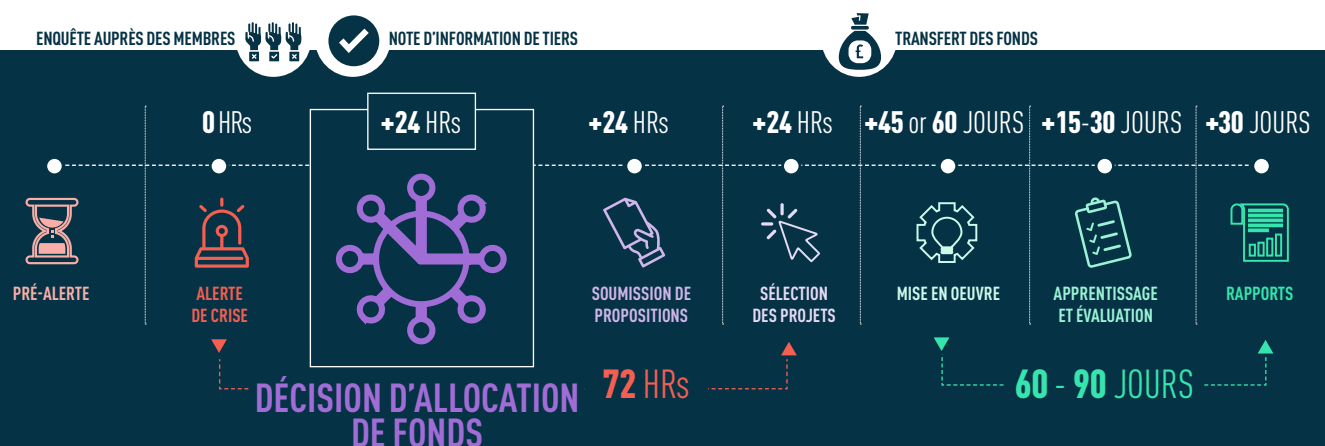 ENQUÊTE AUPRÈS DES MEMBRES
NOTE D'INFORMATION DE TIERS
£
TRANSFERT DES FONDS
0 HRs
+24 HRs
+24 HRs
+24 HRs
+45 or 60 JOURS
+15-30 JOURS
+30 JOURS
PRÉ-ALERTE
ALERTE
DE CRISE
SOUMISSION DE
PROPOSITIONS
SÉLECTION
DES PROJETS
MISE EN OEUVRE
APPRENTISSAGE
ET ÉVALUATION
RAPPORTS
DÉCISION D'ALLOCATION
DE FONDS
72 HRs
60 - 90 JOURS